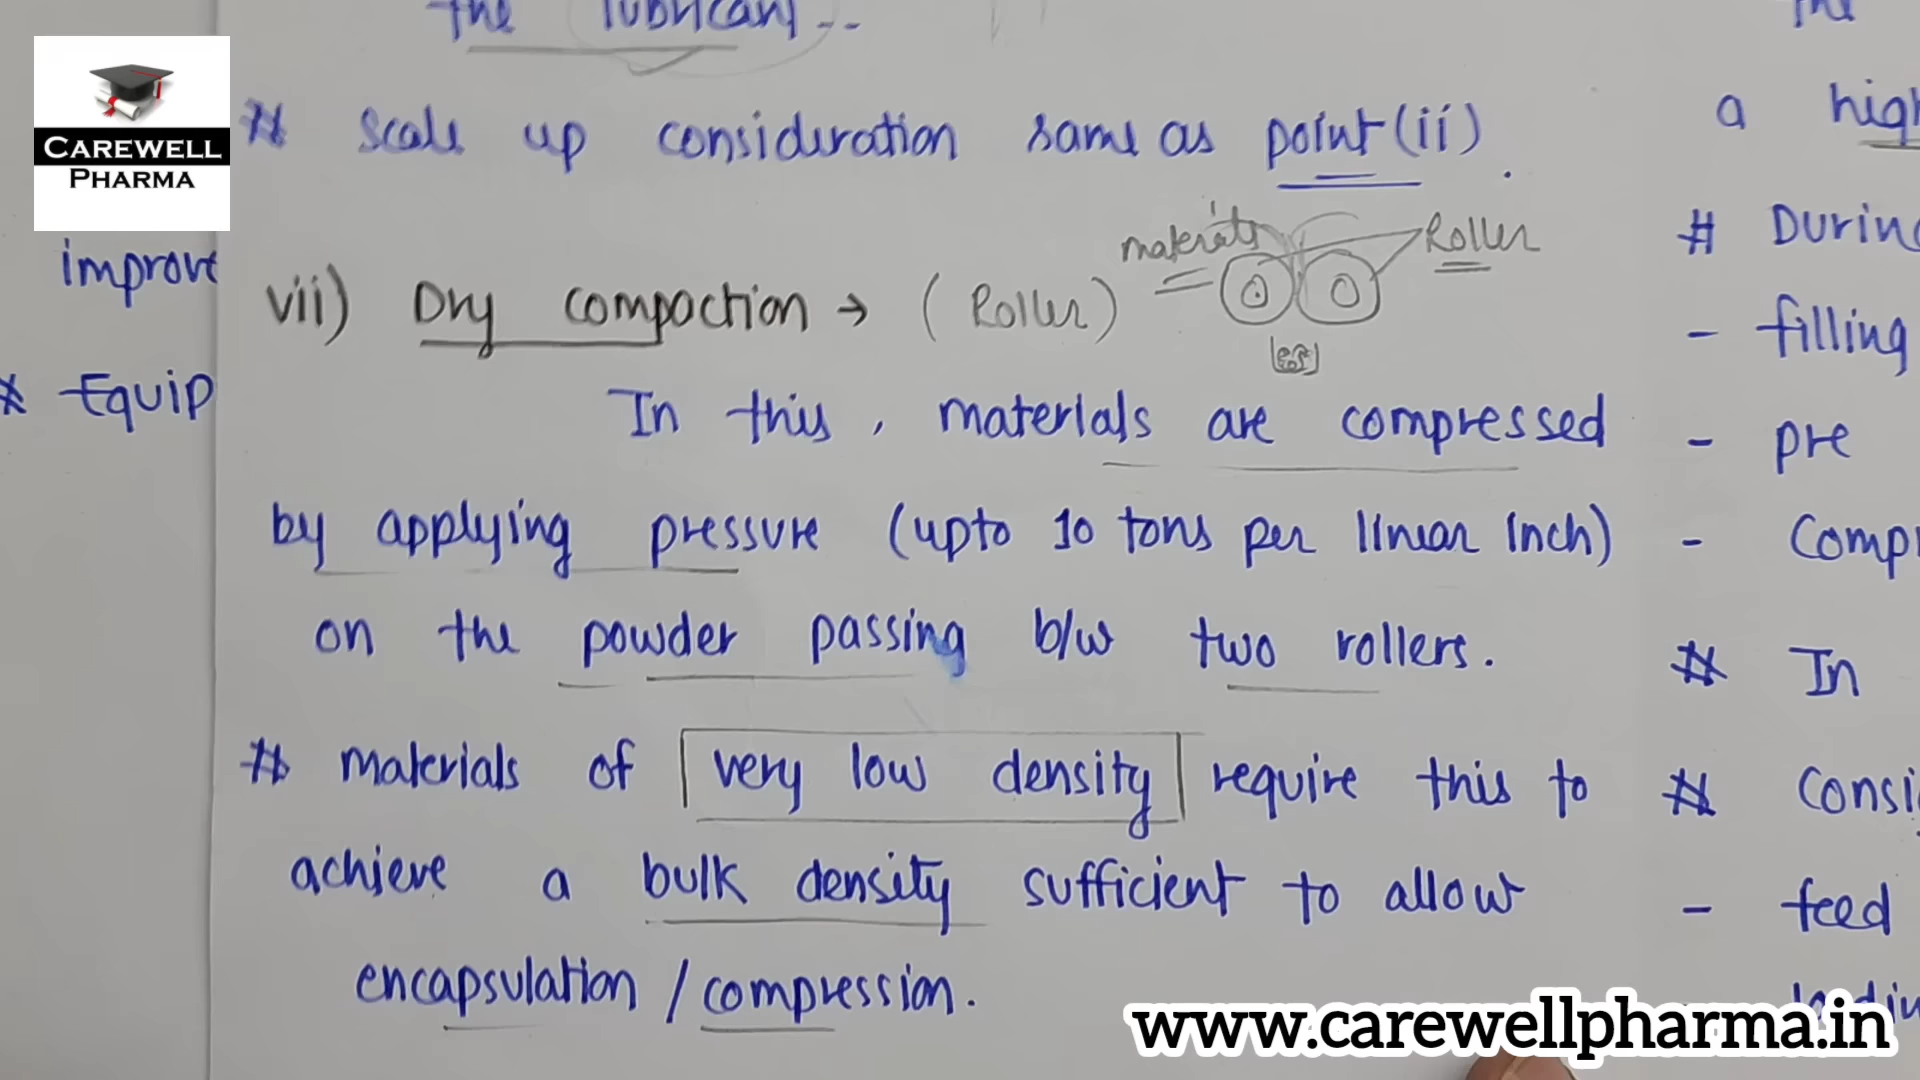 the lubricant
CAREWELL
PHARMA
# Scale up consideration same as point (ii).
improve
vii) Dry compaction → (Roller)
materials
Roller
# Equip
In this, materials are compressed
by applying pressure (upto 10 tons per linear inch)
on the powder passing b/w two rollers.
# materials of very low density require this to
achieve a bulk density sufficient to allow
encapsulation / compression.
The
a high
# During
- filling
- pre
- Comp
# In
# Consi
- feed
www.carewellpharma.in